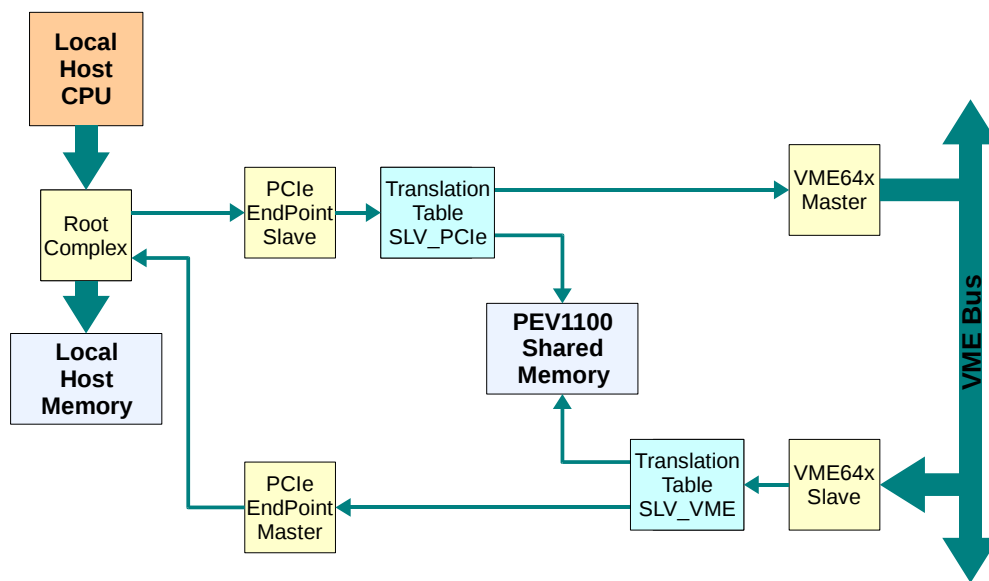 Local
Host
CPU
Root
Complex
Local
Host
Memory
PCIe
EndPoint
Slave
Translation
Table
SLV_PCIe
VME64x
Master
PEV1100
Shared
Memory
VME Bus
PCIe
EndPoint
Master
Translation
Table
SLV_VME
VME64x
Slave